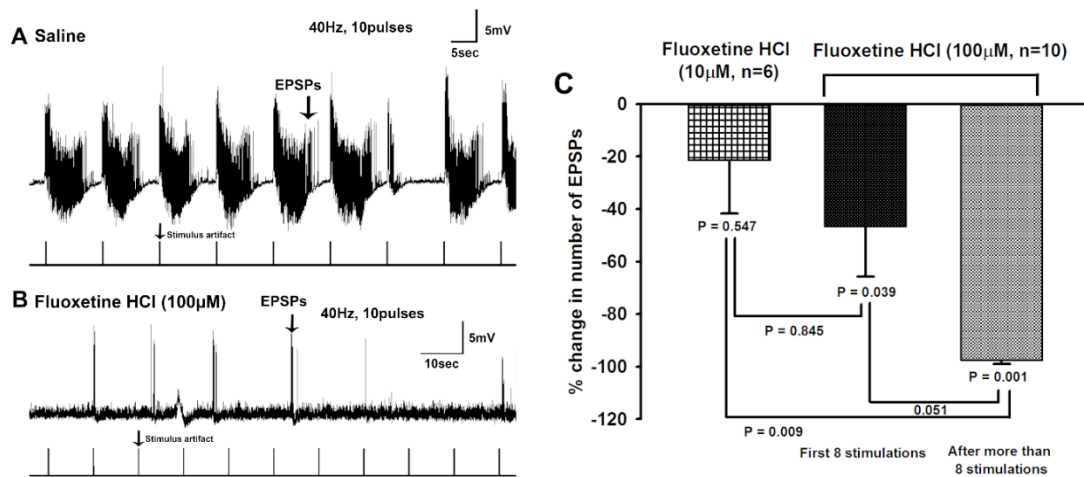 A Saline
40Hz, 10pulses
5mV
5sec
EPSPs
Stimulus artifact
B Fluoxetine HCl (100μM)
EPSPs
40Hz, 10pulses
5mV
10sec
Stimulus artifact
C
Fluoxetine HCl
(10μM, n=6)
Fluoxetine HCl (100μM, n=10)
% change in number of EPSPs
0
-20
-40
-60
-80
-100
-120
P = 0.547
P = 0.039
P = 0.845
P = 0.001
0.051
P = 0.009
First 8 stimulations
After more than
8 stimulations